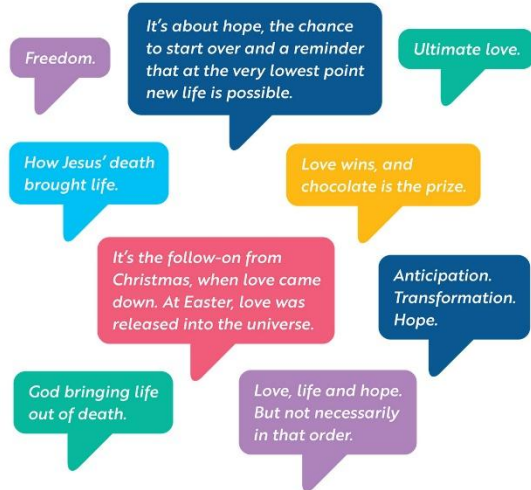 Freedom.
It's about hope, the chance
to start over and a reminder
that at the very lowest point
new life is possible.
Ultimate love.
How Jesus' death
brought life.
Love wins, and
chocolate is the prize.
It's the follow-on from
Christmas, when love came
down. At Easter, love was
released into the universe.
Anticipation.
Transformation.
Hope.
God bringing life
out of death.
Love, life and hope.
But not necessarily
in that order.